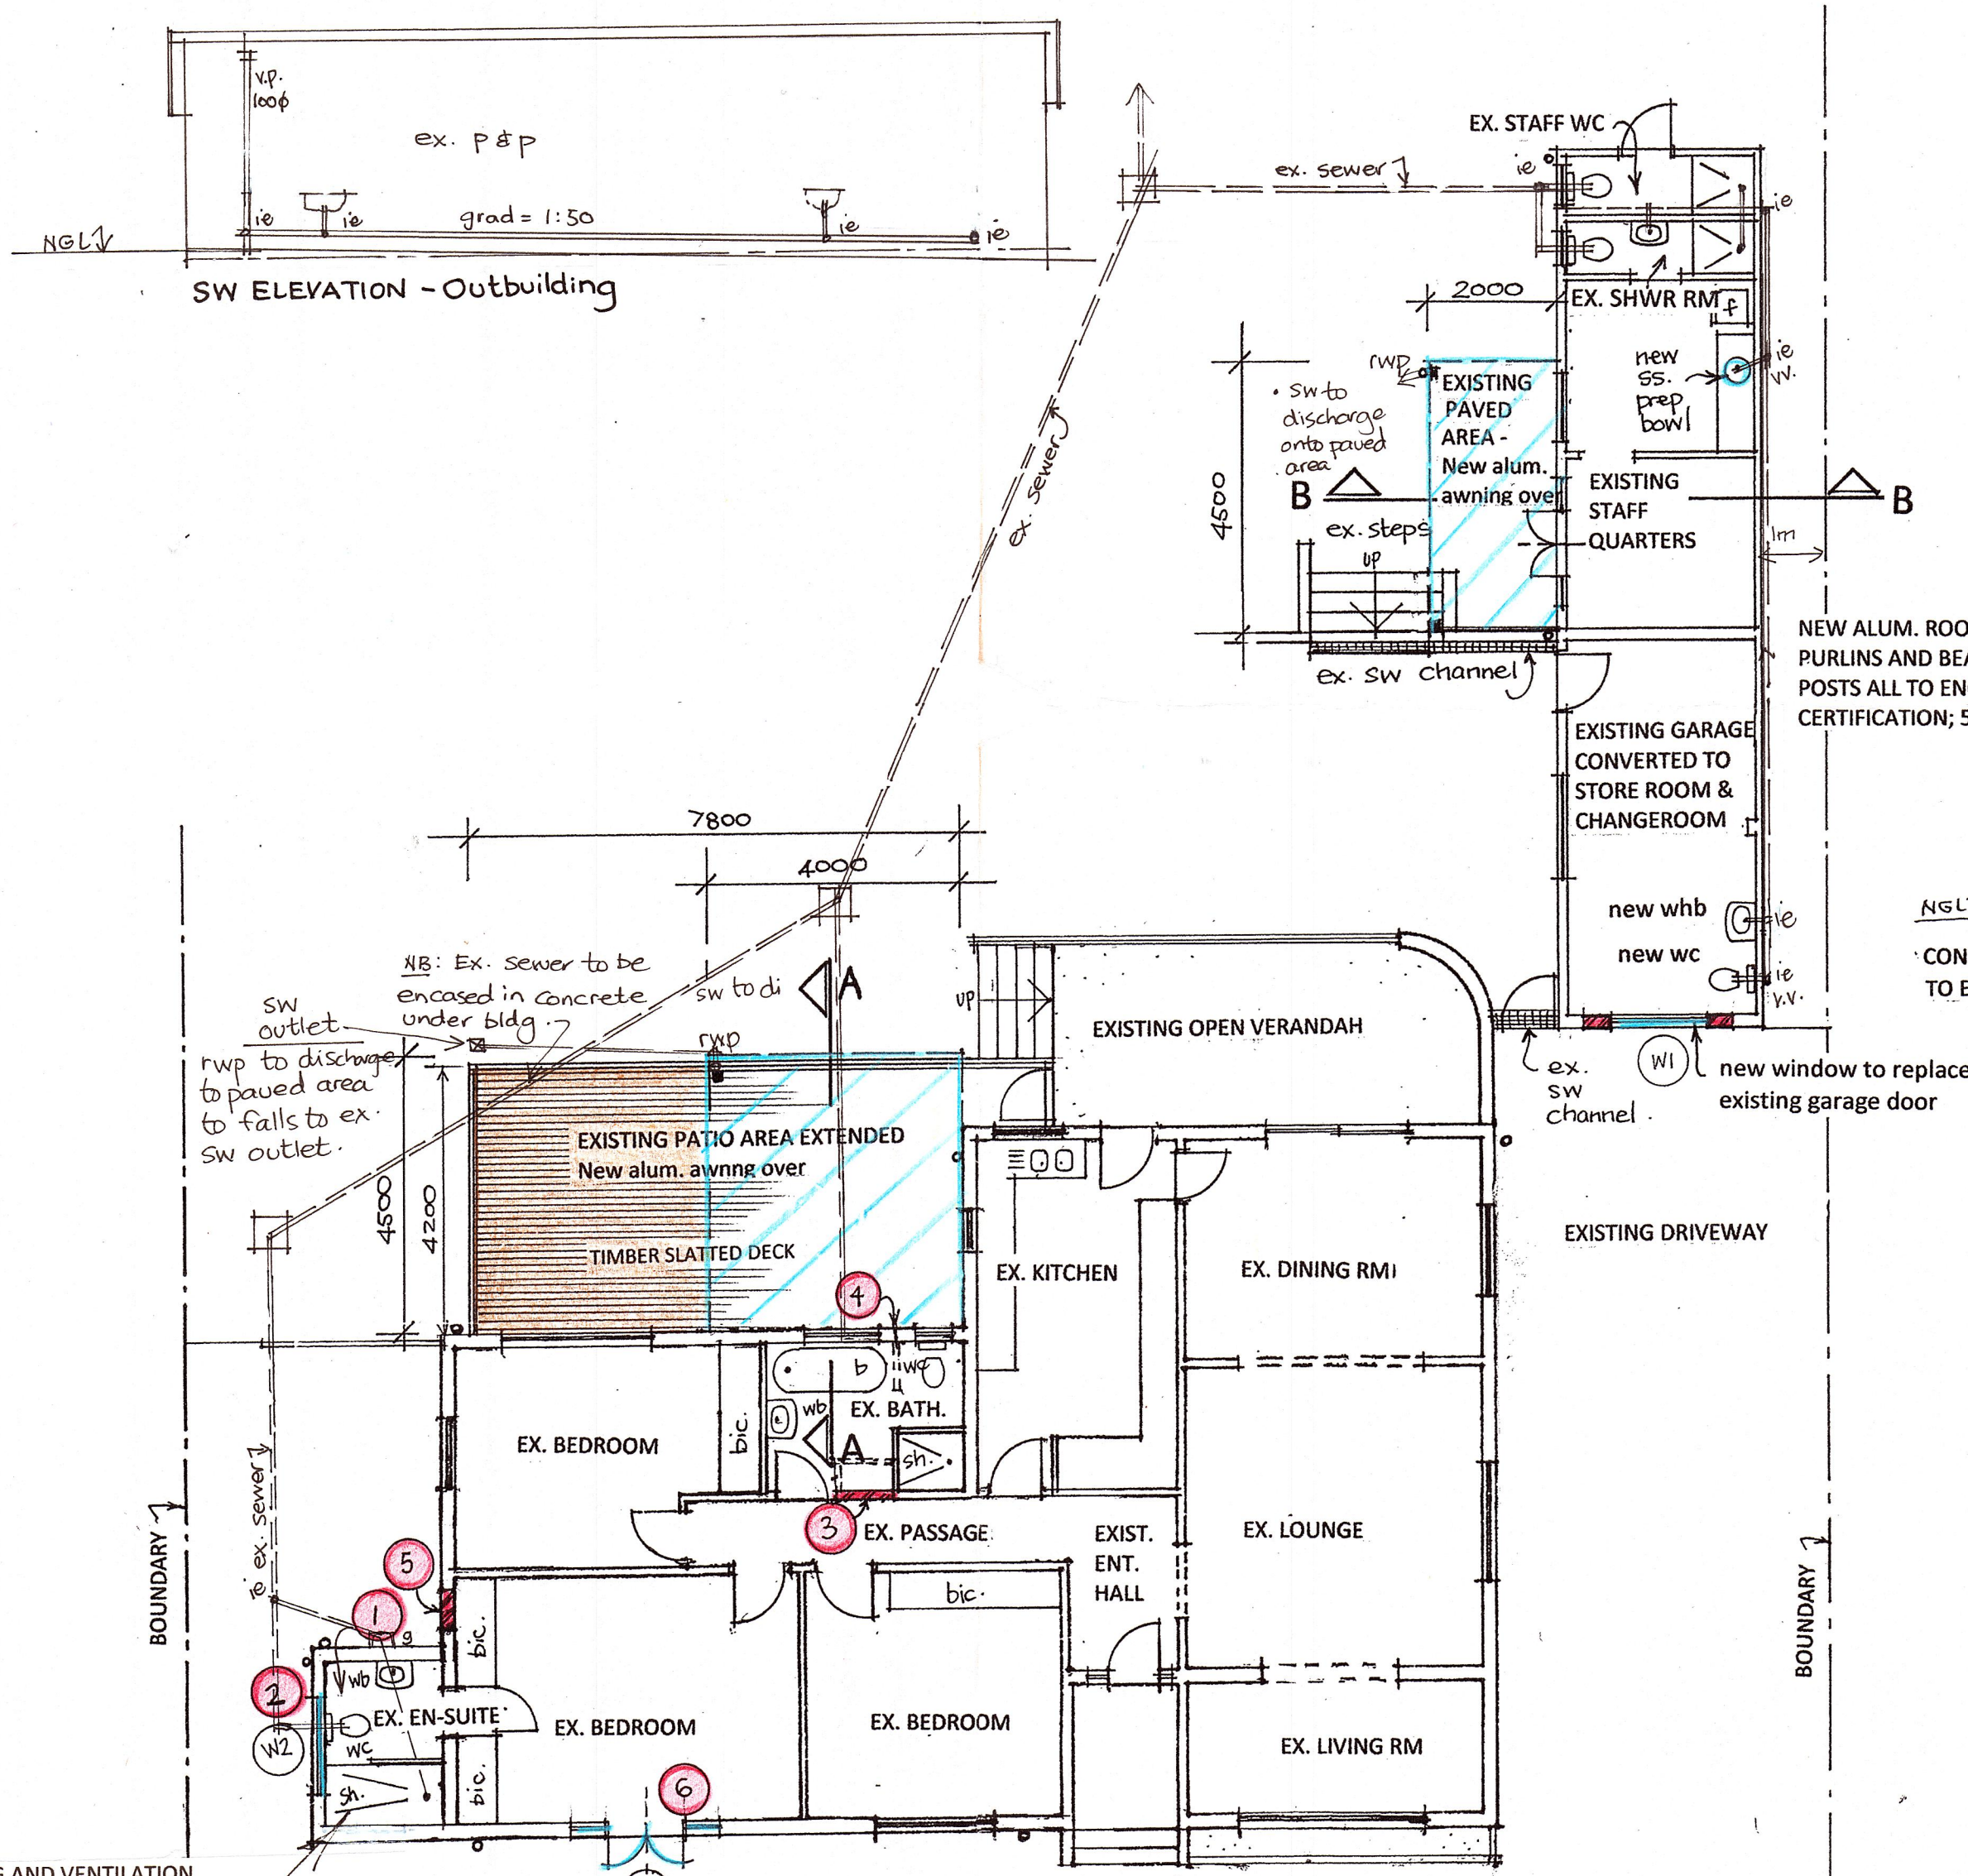 v.p.
100ϕ
ex. p & p
ie
ie
grad = 1:50
ie
ie
NGL
SW ELEVATION - Outbuilding
EX. STAFF WC
ex. sewer
ie
ie
2000
EX. SHWR RM
f
rwp
• sw to
discharge
onto paved
area
EXISTING
PAVED
AREA -
New alum.
awning over
new
ss.
prep
bowl
ie
vv.
4500
B
B
EXISTING
STAFF
QUARTERS
ex. steps
UP
1m
ex. sewer
ex. sw channel
NEW ALUM. ROO
PURLINS AND BEA
POSTS ALL TO EN
CERTIFICATION; 5
EXISTING GARAGE
CONVERTED TO
STORE ROOM &
CHANGEROOM
7800
4000
new whb
ie
new wc
ie
v.v.
NGL
CON
TO E
NB: Ex. sewer to be
encased in concrete
under bldg.
sw to di
A
sw
outlet
rwp to discharge
to paved area
to falls to ex.
sw outlet.
rwp
UP
EXISTING OPEN VERANDAH
ex.
sw
channel.
W1
new window to replace
existing garage door
4500
4200
EXISTING PATIO AREA EXTENDED
New alum. awnng over
TIMBER SLATTED DECK
4
EX. KITCHEN
EX. DINING RM
EXISTING DRIVEWAY
b
wc
wb
EX. BATH.
A
sh.
EX. BEDROOM
bic.
ie ex. sewer
BOUNDARY
3
EX. PASSAGE
EXIST.
ENT.
HALL
EX. LOUNGE
BOUNDARY
5
1
g
bic.
bic.
2
wb
EX. EN-SUITE
W2
wc
sh.
bic.
EX. BEDROOM
EX. BEDROOM
EX. LIVING RM
6
G AND VENTILATION